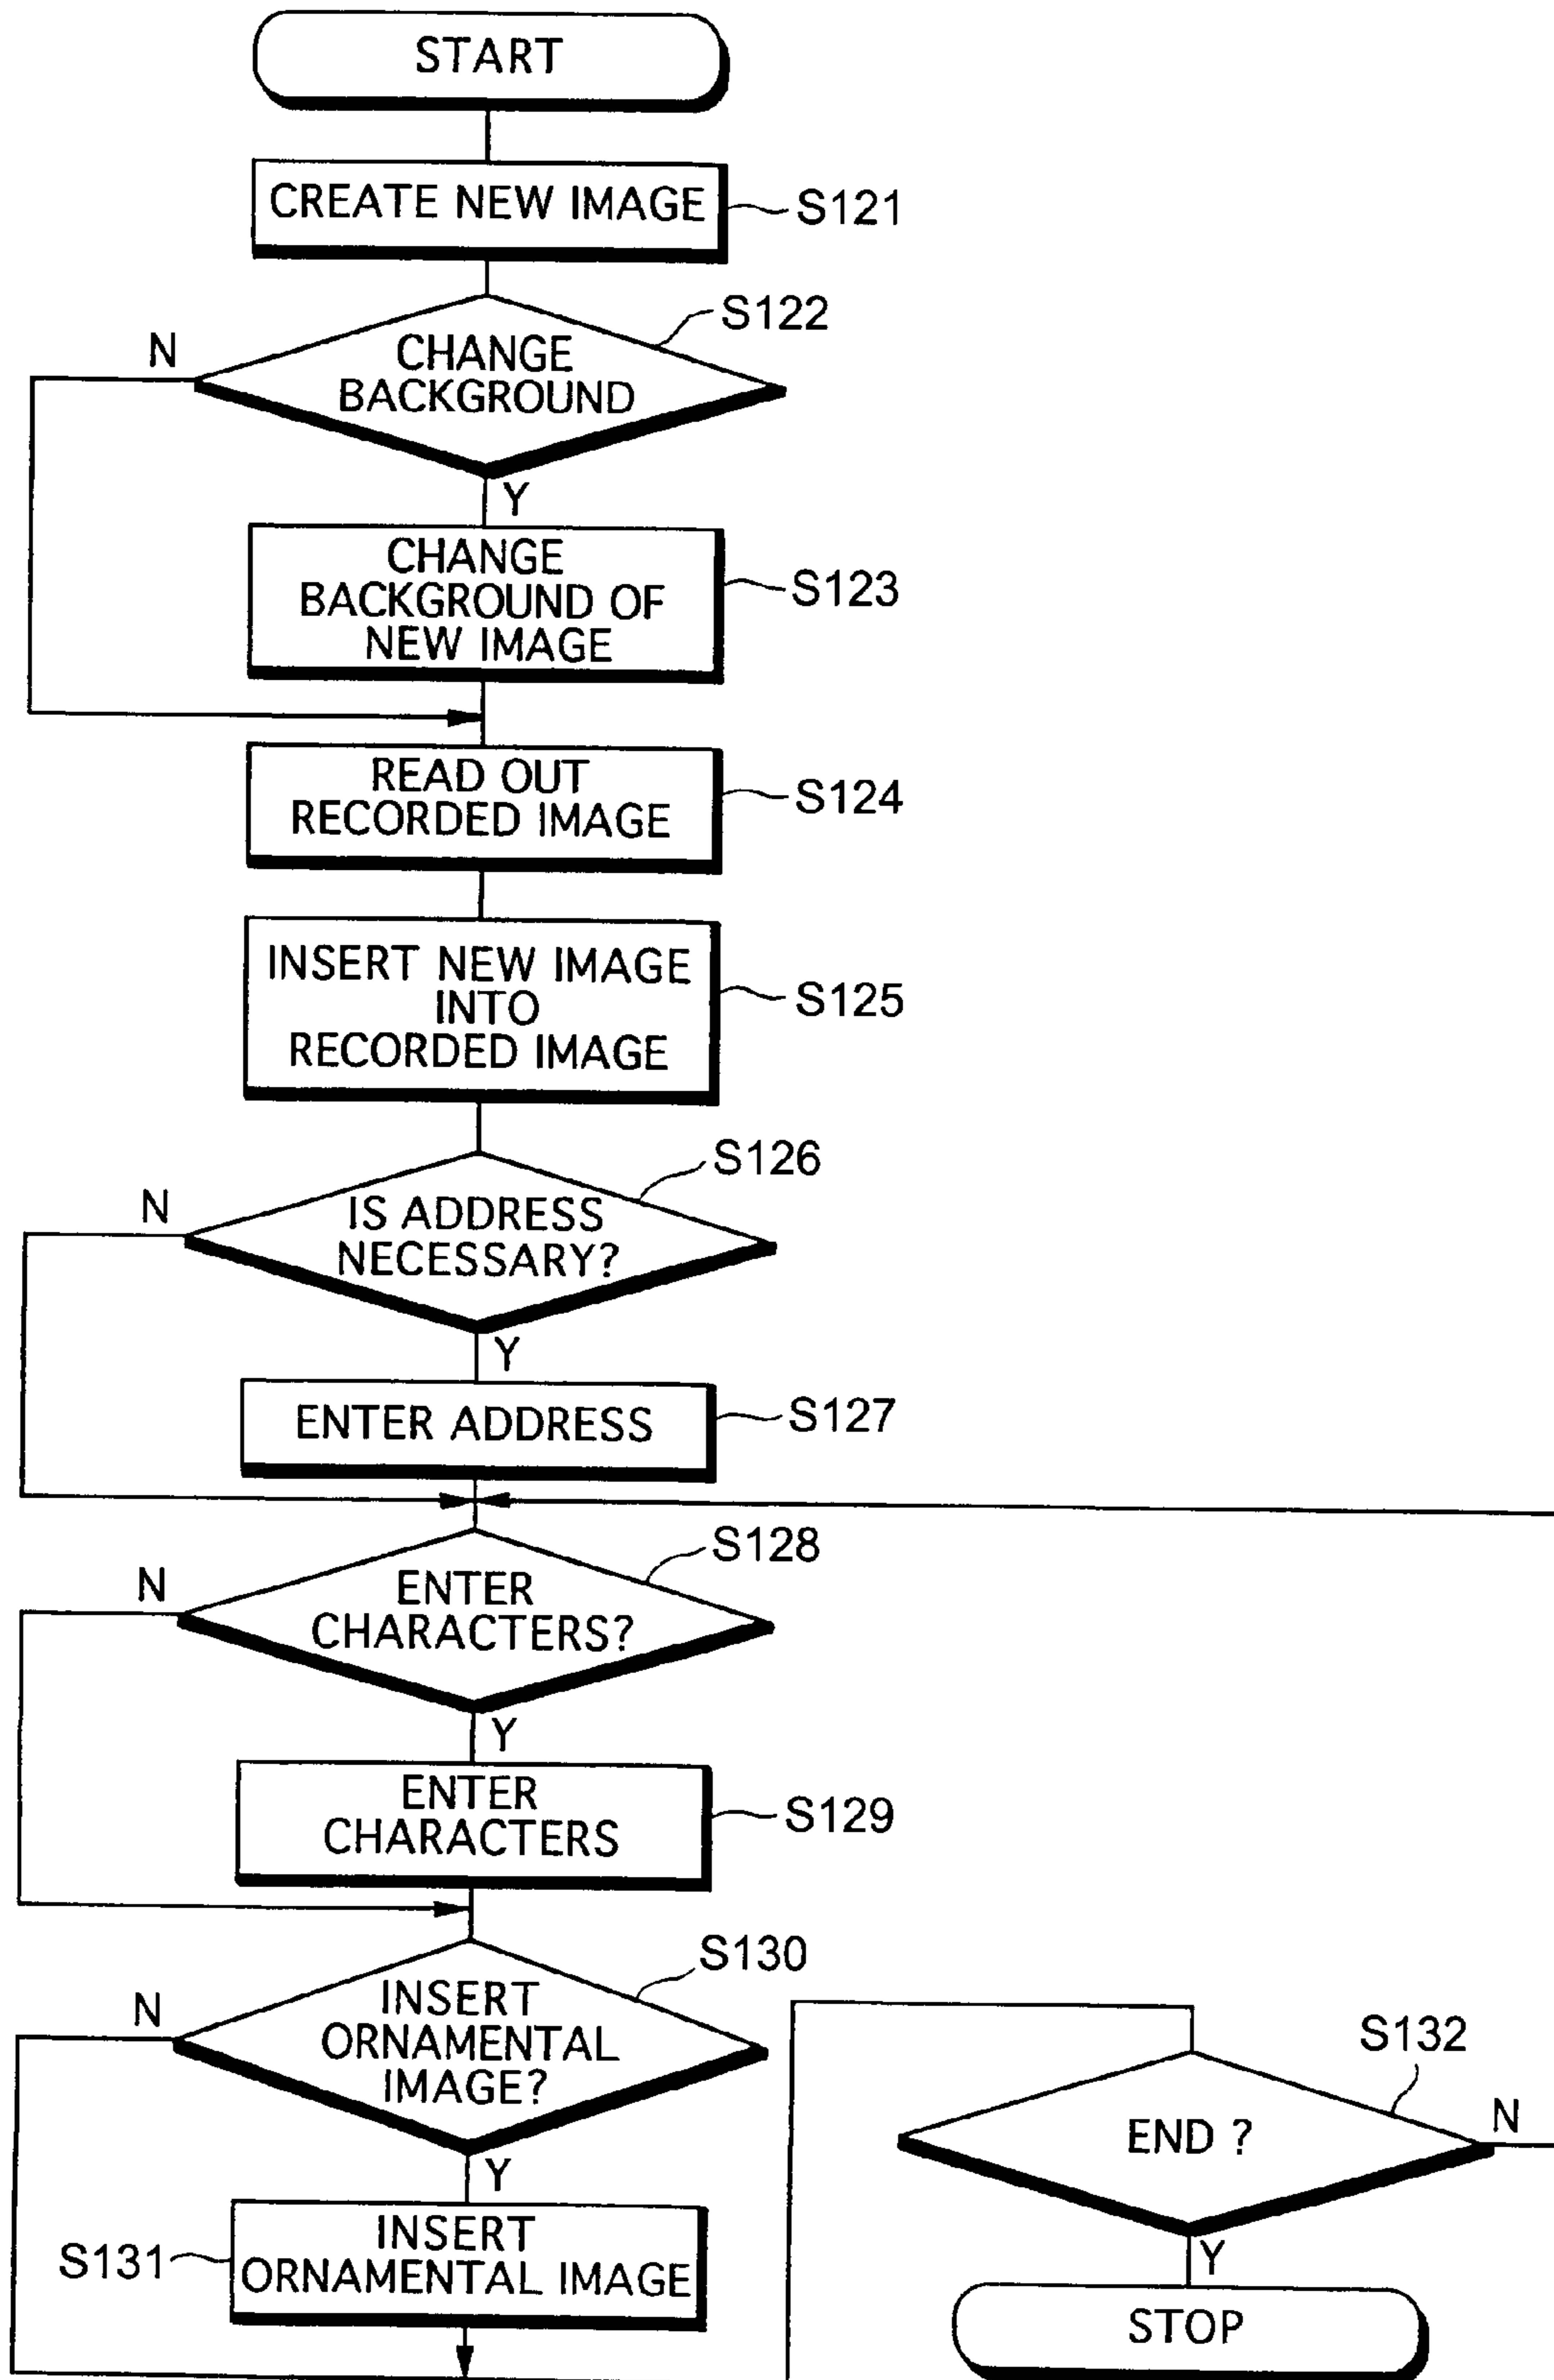 START
CREATE NEW IMAGE
S121
S122
N
CHANGE
BACKGROUND
Y
CHANGE
BACKGROUND OF
NEW IMAGE
S123
READ OUT
RECORDED IMAGE
S124
INSERT NEW IMAGE
INTO
RECORDED IMAGE
S125
S126
N
IS ADDRESS
NECESSARY?
Y
ENTER ADDRESS
S127
S128
N
ENTER
CHARACTERS?
Y
ENTER
CHARACTERS
S129
S130
N
INSERT
ORNAMENTAL
IMAGE?
Y
S131
INSERT
ORNAMENTAL IMAGE
S132
END ?
N
Y
STOP